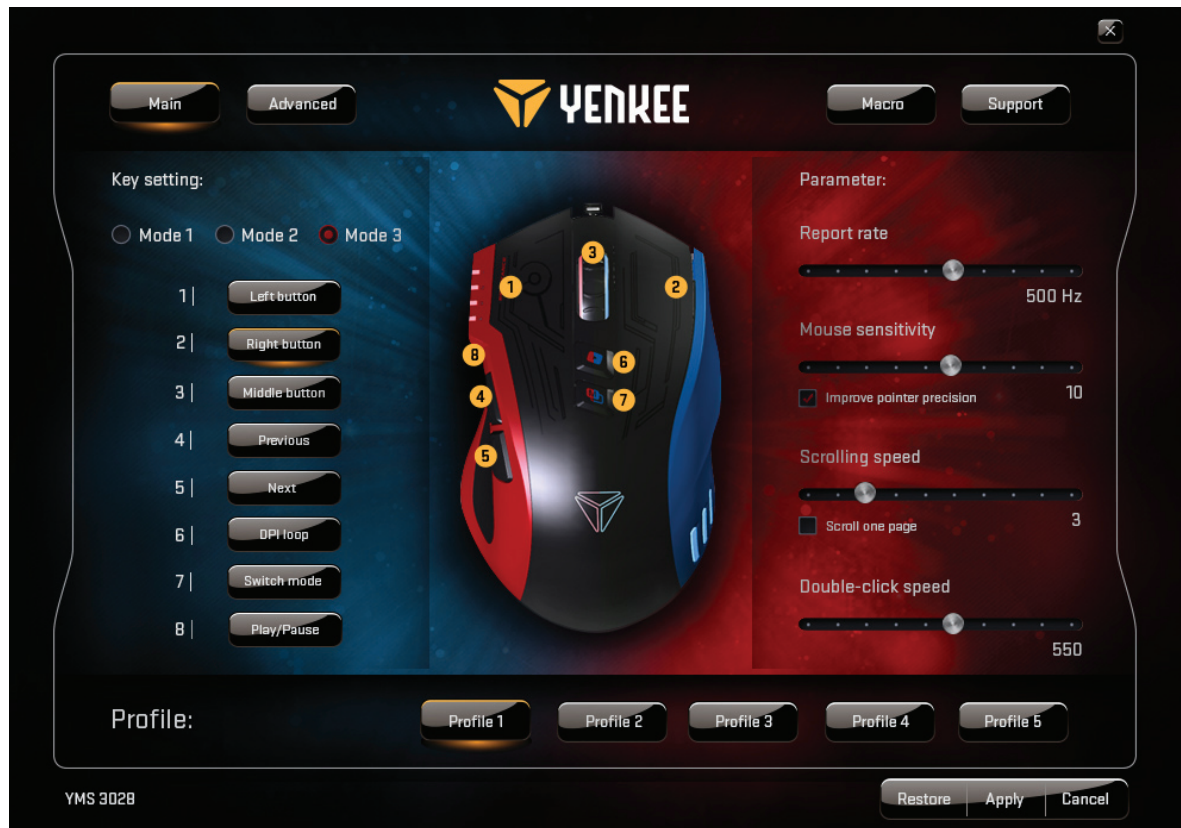 Main
Advanced
YENKEE
Macro
Support
Key setting:
Mode 1 Mode 2 Mode 3
1 | Left button
2 | Right button
3 | Middle button
4 | Previous
5 | Next
6 | DPI loop
7 | Switch mode
8 | Play/Pause
3
1
2
8
6
4
7
5
Parameter:
Report rate
500 Hz
Mouse sensitivity
Improve pointer precision 10
Scrolling speed
Scroll one page 3
Double-click speed
550
Profile: Profile 1 Profile 2 Profile 3 Profile 4 Profile 5
YMS 3028 Restore | Apply | Cancel